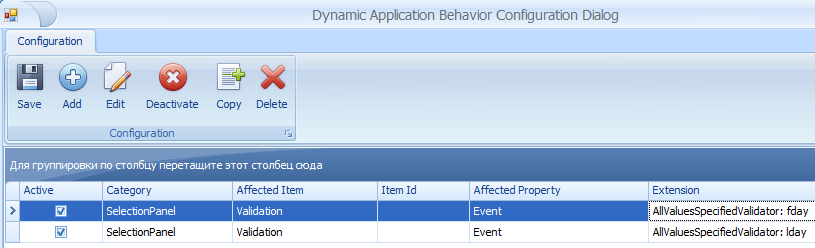 Dynamic Application Behavior Configuration Dialog
Configuration
Save Add Edit Deactivate Copy Delete
Configuration
Для группировки по столбцу перетащите этот столбец сюда
Active Category Affected Item Item Id Affected Property Extension
SelectionPanel Validation Event AllValuesSpecifiedValidator: fday
SelectionPanel Validation Event AllValuesSpecifiedValidator: lday